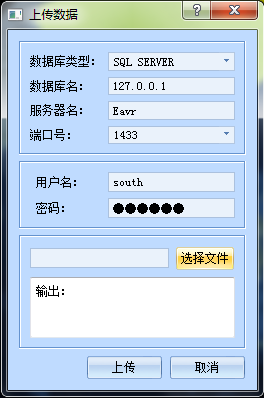 上传数据
数据库类型: SQL SERVER
数据库名: 127.0.0.1
服务器名: Eavr
端口号: 1433
用户名: south
密码: ●●●●●●
选择文件
输出:
上传 取消